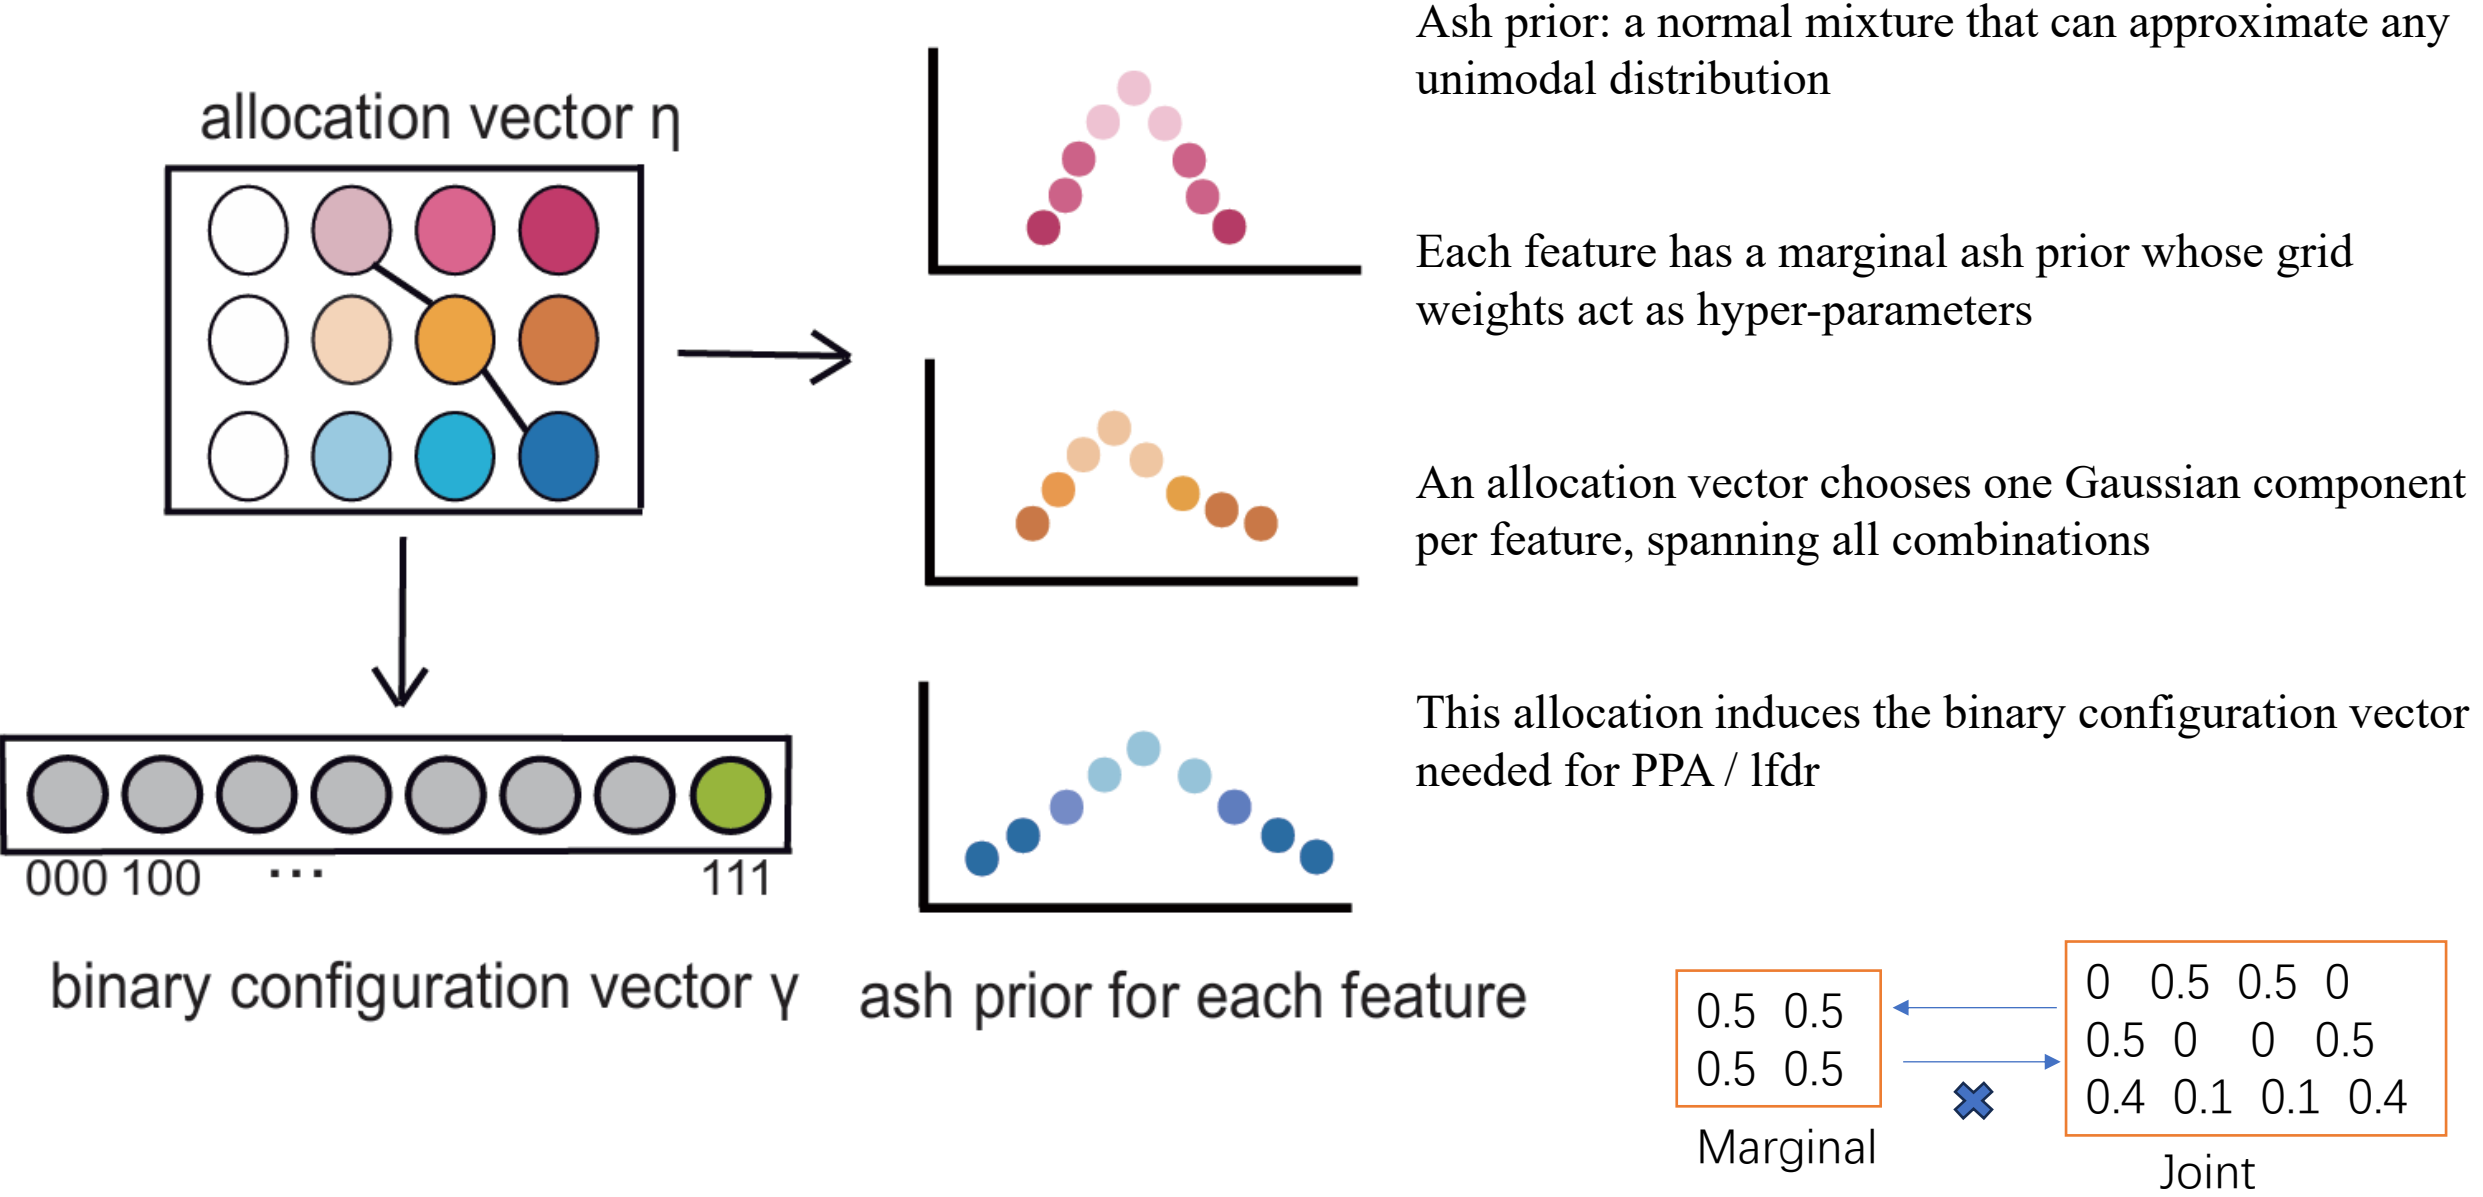 allocation vector η
000 100 ... 111
binary configuration vector γ
ash prior for each feature
Ash prior: a normal mixture that can approximate any
unimodal distribution
Each feature has a marginal ash prior whose grid
weights act as hyper-parameters
An allocation vector chooses one Gaussian component
per feature, spanning all combinations
This allocation induces the binary configuration vector
needed for PPA / lfdr
0.5 0.5
0.5 0.5
Marginal
0 0.5 0.5 0
0.5 0 0 0.5
0.4 0.1 0.1 0.4
Joint